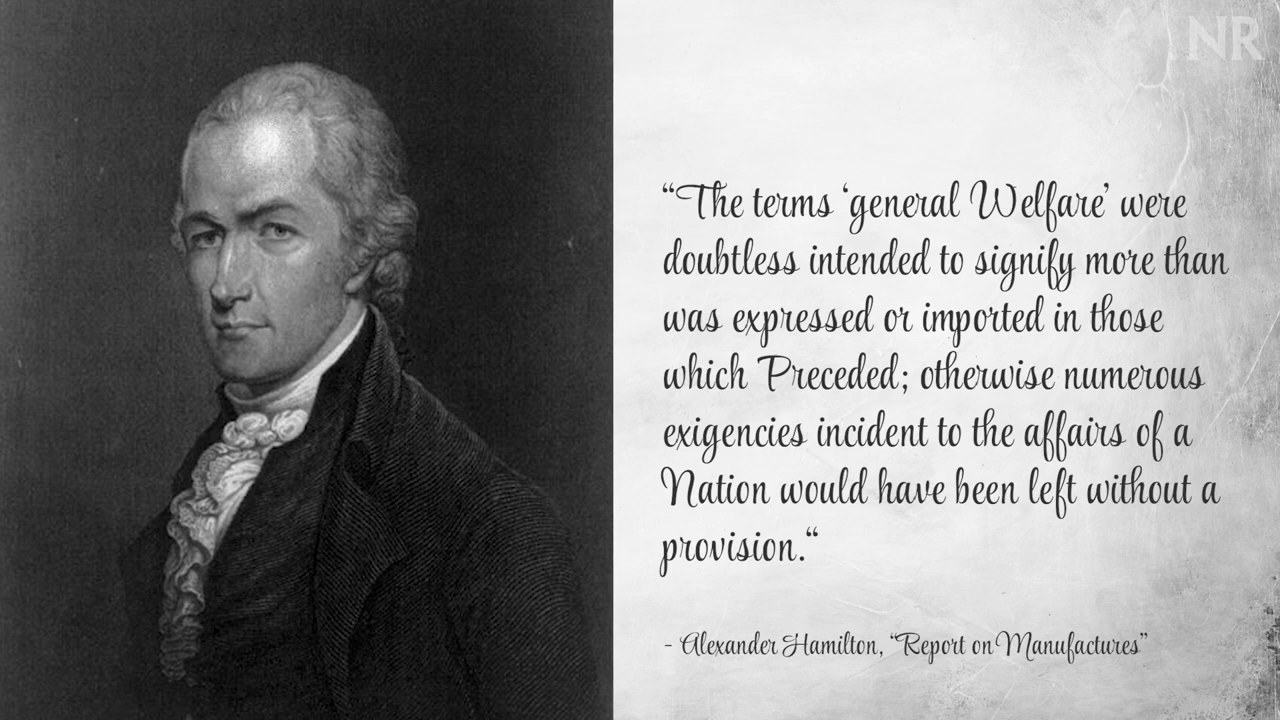 NR
“The terms ‘general Welfare’ were
doubtless intended to signify more than
was expressed or imported in those
which Preceded; otherwise numerous
exigencies incident to the affairs of a
Nation would have been left without a
provision.“
- Alexander Hamilton, “Report on Manufactures”